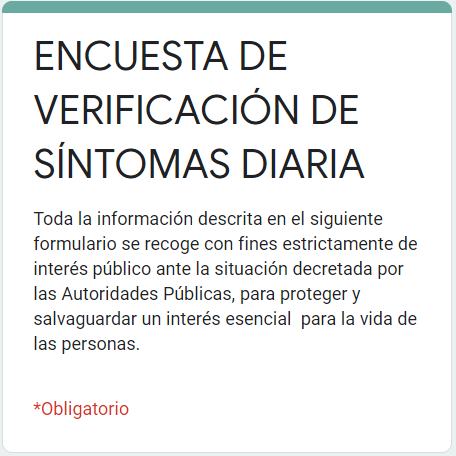 ENCUESTA DE
VERIFICACIÓN DE
SÍNTOMAS DIARIA
Toda la información descrita en el siguiente
formulario se recoge con fines estrictamente de
interés público ante la situación decretada por
las Autoridades Públicas, para proteger y
salvaguardar un interés esencial  para la vida de
las personas.
*Obligatorio